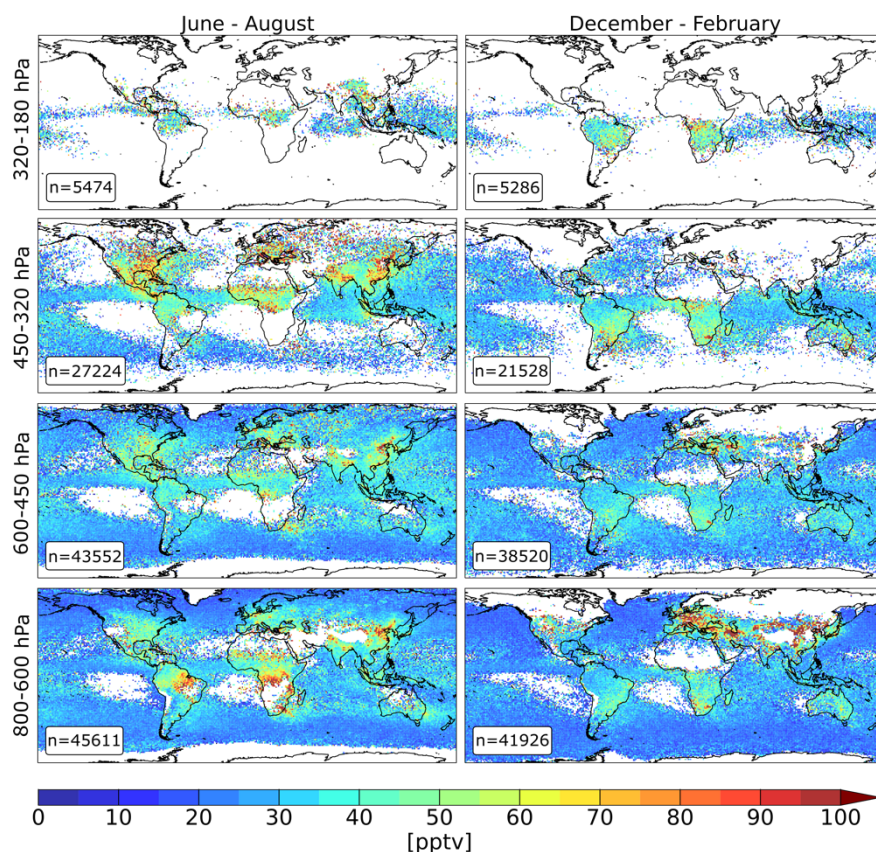 June - August
December - February
320-180 hPa
n=5474
n=5286
450-320 hPa
n=27224
n=21528
600-450 hPa
n=43552
n=38520
800-600 hPa
n=45611
n=41926
0 10 20 30 40 50 60 70 80 90 100
[pptv]